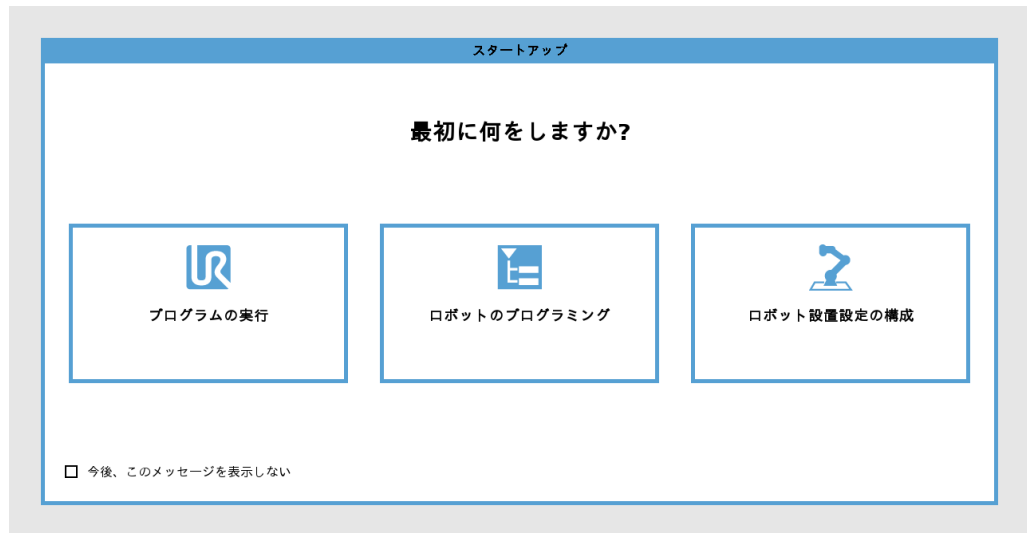 スタートアップ
最初に何をしますか?
プログラムの実行
ロボットのプログラミング
ロボット設置設定の構成
今後、このメッセージを表示しない